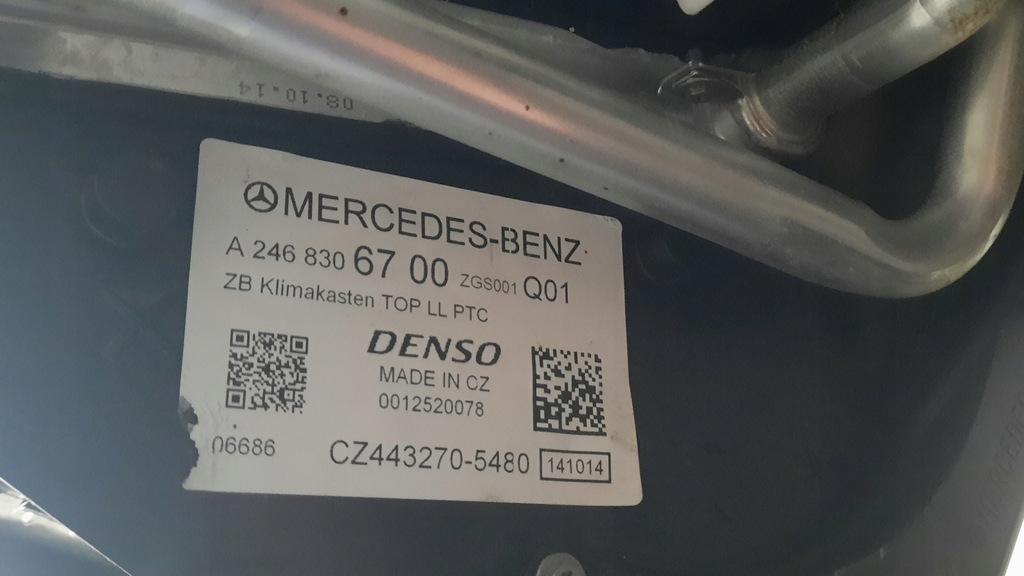 08.10.14
MERCEDES-BENZ
A 246 830 67 00 ZGS001 Q01
ZB Klimakasten TOP LL PTC
DENSO
MADE IN CZ
0012520078
06686
CZ443270-5480 141014